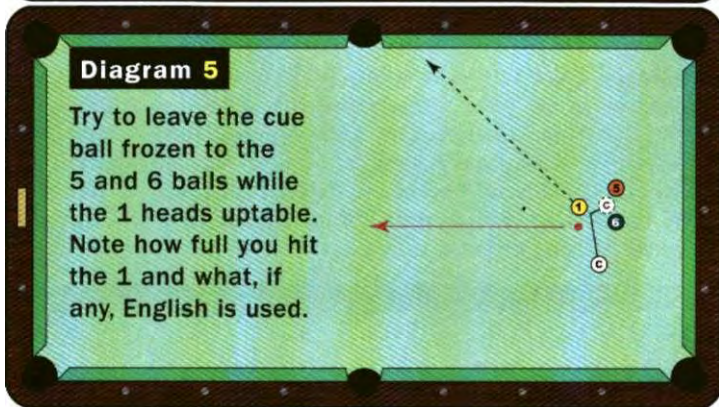 Diagram 5
Try to leave the cue
ball frozen to the
5 and 6 balls while
the 1 heads uptable.
Note how full you hit
the 1 and what, if
any, English is used.
5
1
C
6
C